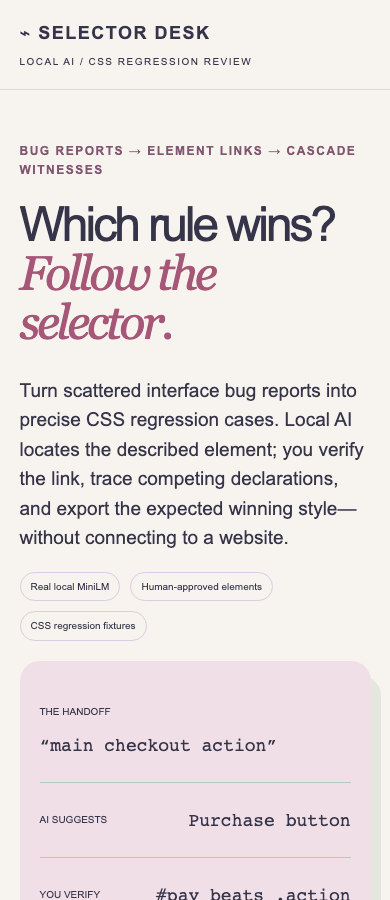 ⌁ SELECTOR DESK
LOCAL AI / CSS REGRESSION REVIEW
BUG REPORTS → ELEMENT LINKS → CASCADE
WITNESSES
Which rule wins?
Follow the
selector.
Turn scattered interface bug reports into
precise CSS regression cases. Local AI
locates the described element; you verify
the link, trace competing declarations,
and export the expected winning style—
without connecting to a website.
Real local MiniLM
Human-approved elements
CSS regression fixtures
THE HANDOFF
“main checkout action”
AI SUGGESTS
Purchase button
YOU VERIFY
#pay beats .action